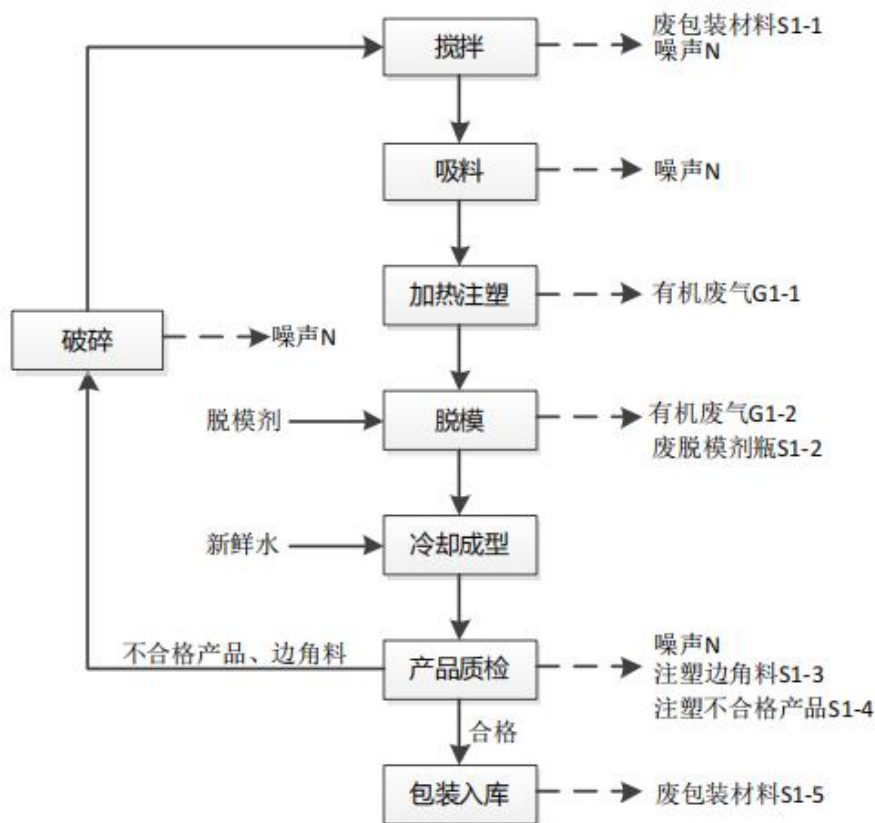 搅拌
废包装材料S1-1
噪声N
吸料
噪声N
加热注塑
有机废气G1-1
破碎
噪声N
脱模剂
脱模
有机废气G1-2
废脱模剂瓶S1-2
新鲜水
冷却成型
不合格产品、边角料
产品质检
噪声N
注塑边角料S1-3
注塑不合格产品S1-4
合格
包装入库
废包装材料S1-5